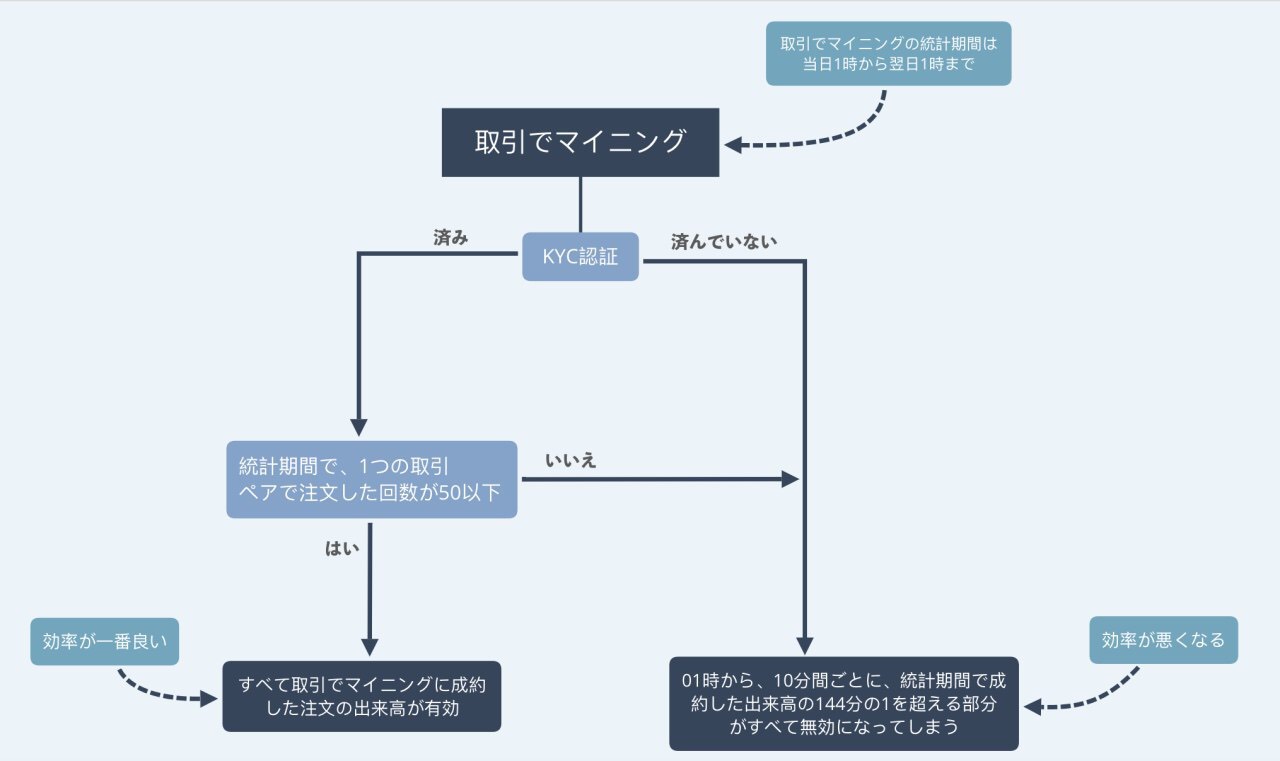 取引でマイニングの統計期間は
当日1時から翌日1時まで
取引でマイニング
済み
KYC認証
済んでいない
統計期間で、1つの取引
ペアで注文した回数が50以下
いいえ
はい
効率が一番良い
効率が悪くなる
すべて取引でマイニングに成約
した注文の出来高が有効
01時から、10分間ごとに、統計期間で成
約した出来高の144分の1を超える部分
がすべて無効になってしまう